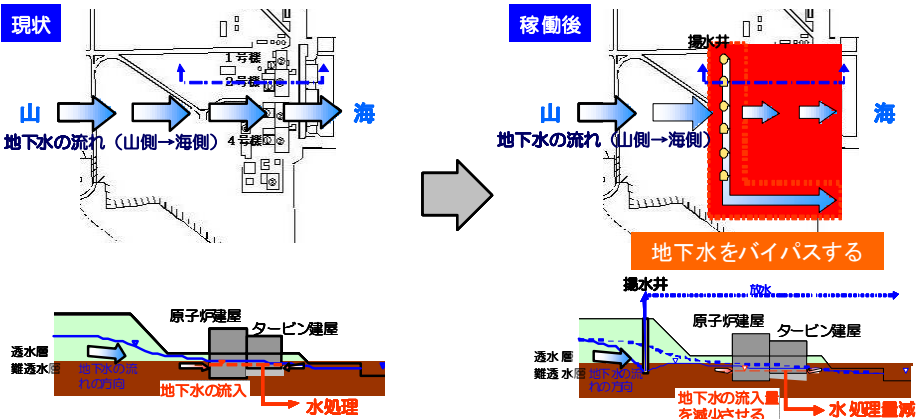 現状
1号機
2号機
4号機
山
海
地下水の流れ(山側→海側)
原子炉建屋
タービン建屋
透水層
難透水層
地下水の流
れの方向
地下水の流入
水処理
稼働後
揚水井
山
海
地下水の流れ(山側→海側)
地下水をバイパスする
揚水井
放水
原子炉建屋
タービン建屋
透水層
難透水層
地下水の流
れの方向
地下水の流入量
を減少させる
水処理量減